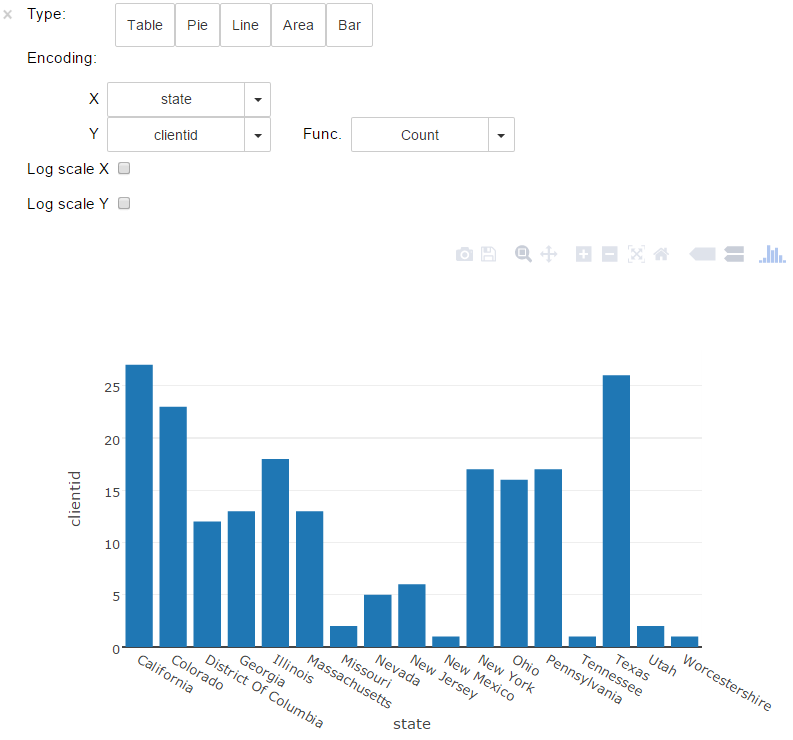 × Type: Table Pie Line Area Bar
Encoding:
X state
Y clientid Func. Count
Log scale X
Log scale Y
25
20
15
10
5
0
clientid
California
Colorado
District Of Columbia
Georgia
Illinois
Massachusetts
Missouri
Nevada
New Jersey
New Mexico
New York
Ohio
Pennsylvania
Tennessee
Texas
Utah
Worcestershire
state